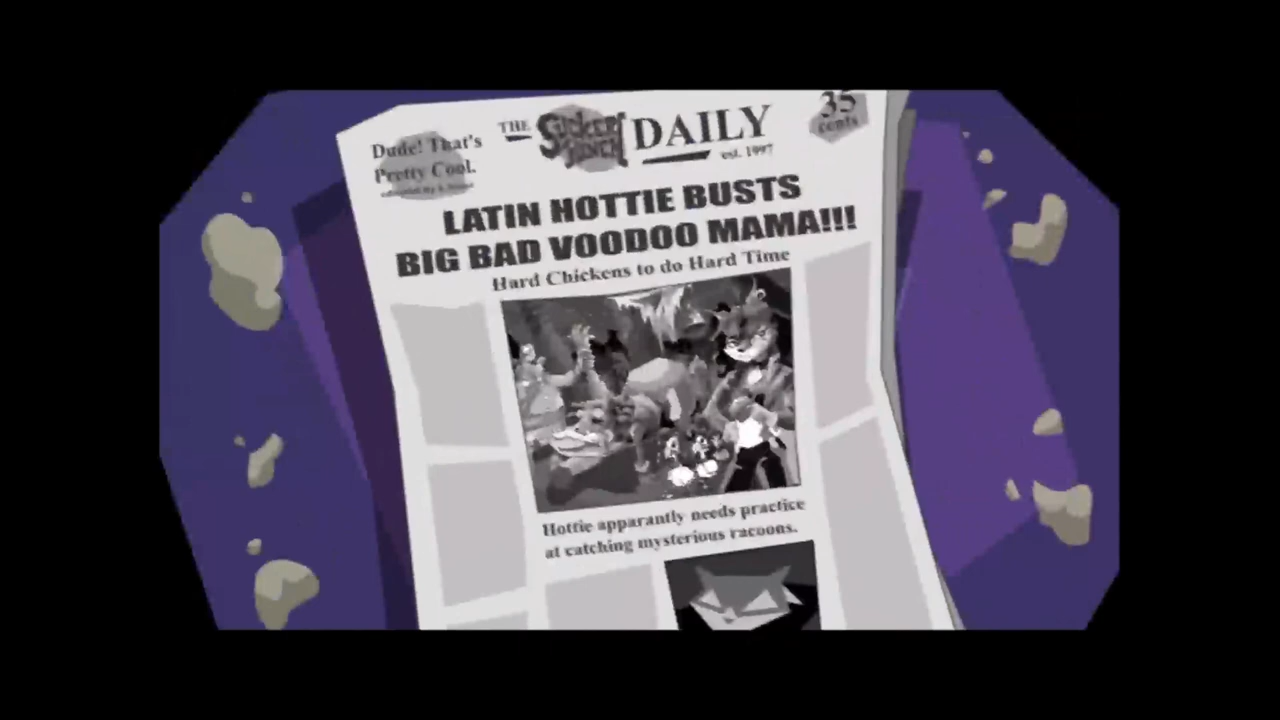 Dude! That's
Pretty Cool.
THE Sucker Punch DAILY
est. 1997
35
cents
LATIN HOTTIE BUSTS
BIG BAD VOODOO MAMA!!!
Hard Chickens to do Hard Time
Hottie apparantly needs practice
at catching mysterious racoons.